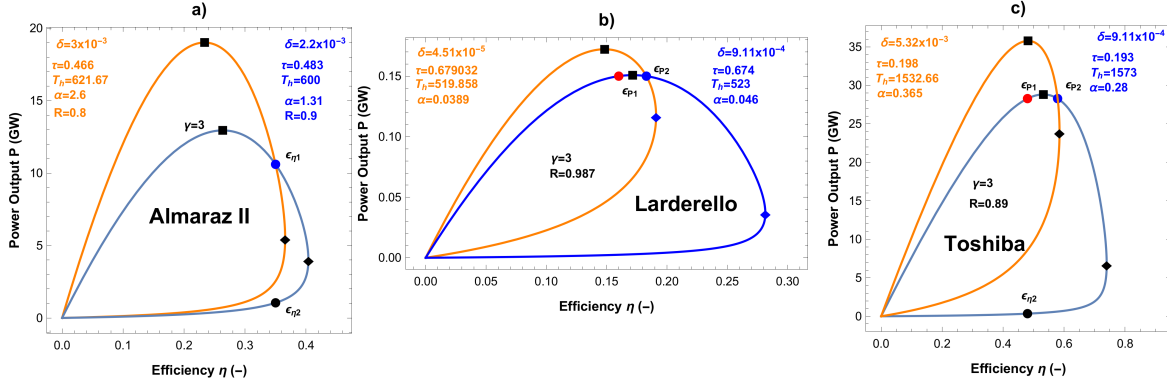 a)
Power Output P (GW)
20
15
10
5
0
δ=3x10⁻³
τ=0.466
Tₕ=621.67
α=2.6
R=0.8
δ=2.2x10⁻³
τ=0.483
Tₕ=600
α=1.31
R=0.9
γ=3
ϵη1
Almaraz II
ϵη2
0.0 0.1 0.2 0.3 0.4
Efficiency η (–)
b)
Power Output P (GW)
0.15
0.10
0.05
0.00
δ=4.51x10⁻⁵
τ=0.679032
Tₕ=519.858
α=0.0389
δ=9.11x10⁻⁴
τ=0.674
Tₕ=523
α=0.046
ϵP2
ϵP1
γ=3
R=0.987
Larderello
0.00 0.05 0.10 0.15 0.20 0.25 0.30
Efficiency η (–)
c)
Power Output P (GW)
35
30
25
20
15
10
5
0
δ=5.32x10⁻³
τ=0.198
Tₕ=1532.66
α=0.365
δ=9.11x10⁻⁴
τ=0.193
Tₕ=1573
α=0.28
ϵP1 ϵP2
γ=3
R=0.89
Toshiba
ϵη2
0.0 0.2 0.4 0.6 0.8
Efficiency η (–)